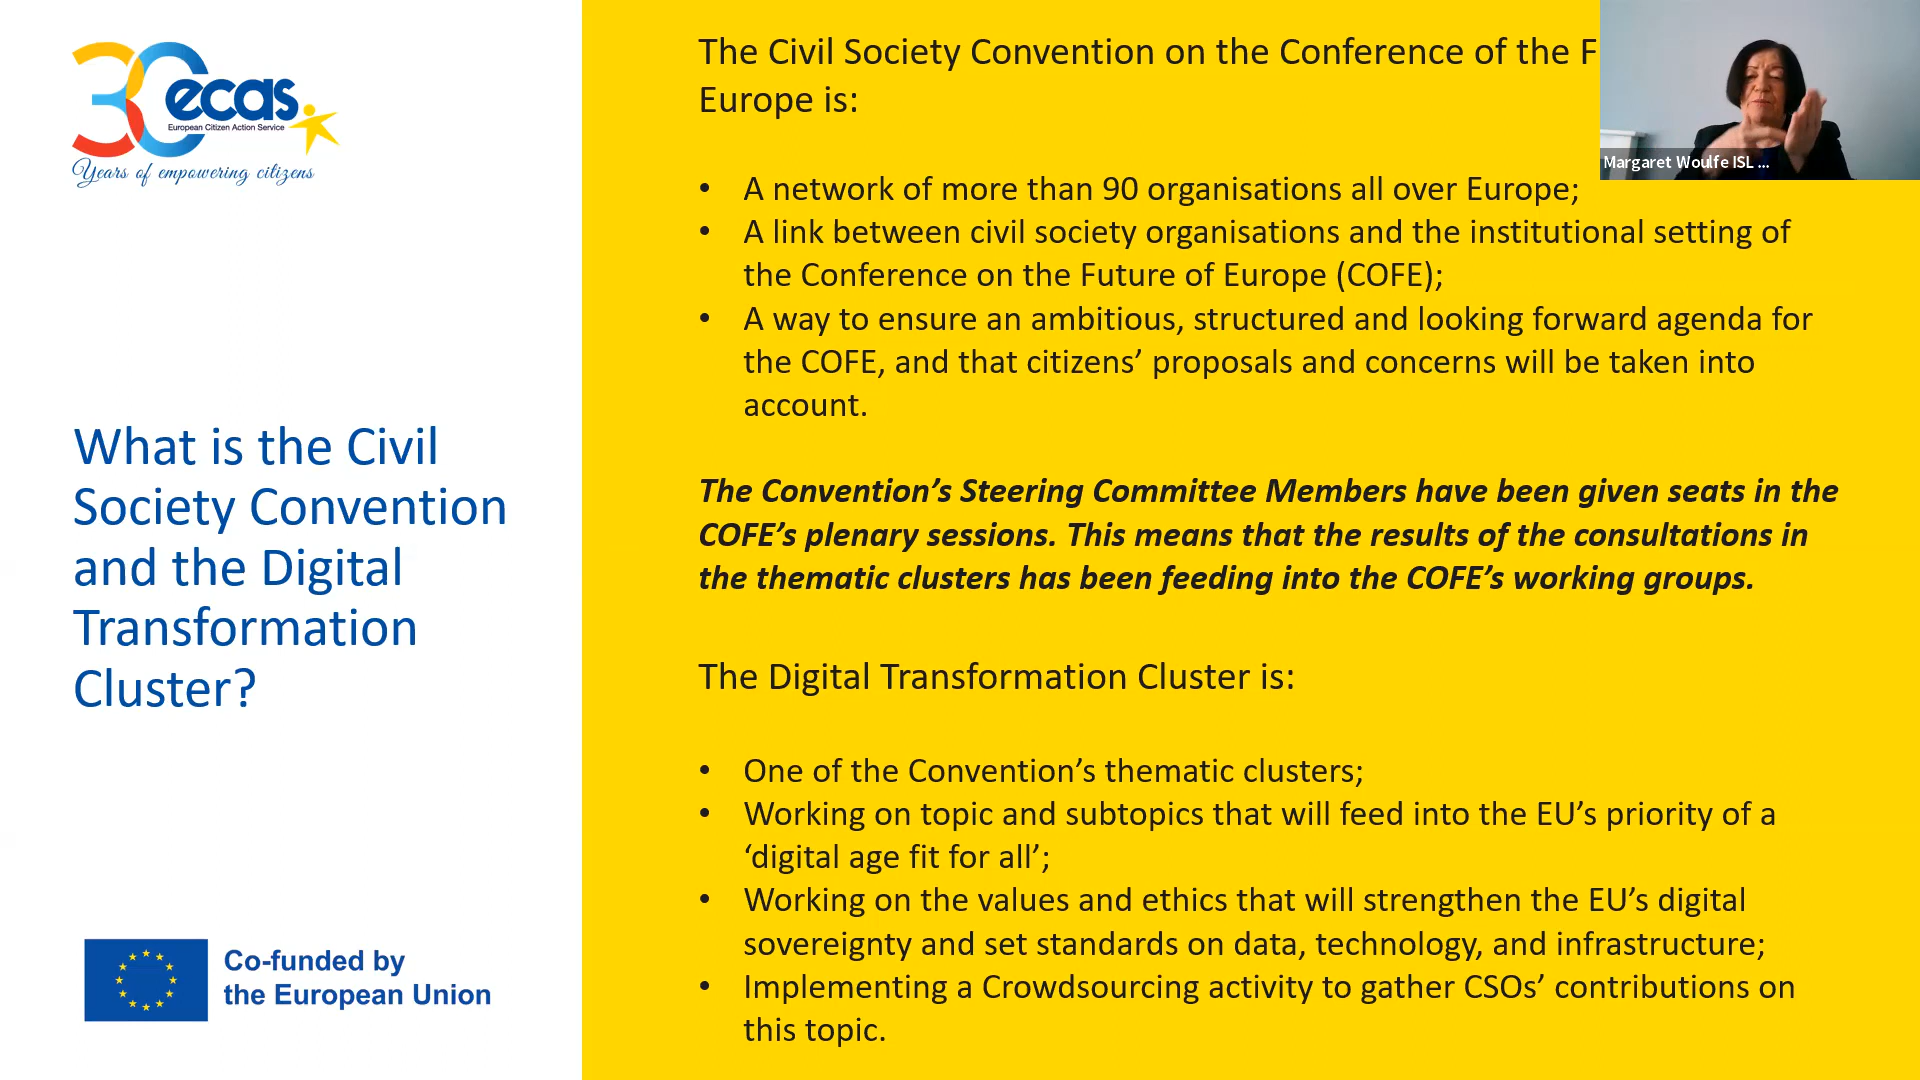 30 ecas
European Citizen Action Service
Years of empowering citizens
What is the Civil
Society Convention
and the Digital
Transformation
Cluster?
Co-funded by
the European Union
The Civil Society Convention on the Conference of the F
Europe is:
• A network of more than 90 organisations all over Europe;
• A link between civil society organisations and the institutional setting of
the Conference on the Future of Europe (COFE);
• A way to ensure an ambitious, structured and looking forward agenda for
the COFE, and that citizens’ proposals and concerns will be taken into
account.
The Convention’s Steering Committee Members have been given seats in the
COFE’s plenary sessions. This means that the results of the consultations in
the thematic clusters has been feeding into the COFE’s working groups.
The Digital Transformation Cluster is:
• One of the Convention’s thematic clusters;
• Working on topic and subtopics that will feed into the EU’s priority of a
‘digital age fit for all’;
• Working on the values and ethics that will strengthen the EU’s digital
sovereignty and set standards on data, technology, and infrastructure;
• Implementing a Crowdsourcing activity to gather CSOs’ contributions on
this topic.
Margaret Woulfe ISL ...